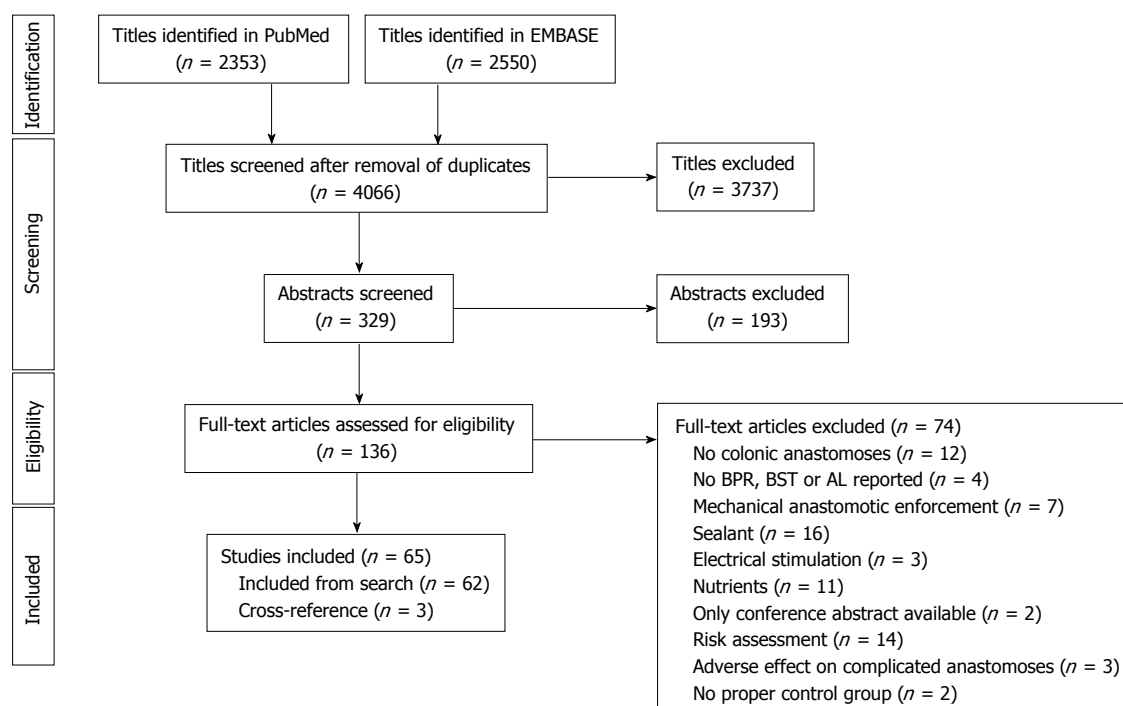 Identification
Titles identified in PubMed
(n = 2353)
Titles identified in EMBASE
(n = 2550)
Screening
Titles screened after removal of duplicates
(n = 4066)
Titles excluded
(n = 3737)
Abstracts screened
(n = 329)
Abstracts excluded
(n = 193)
Eligibility
Full-text articles assessed for eligibility
(n = 136)
Full-text articles excluded (n = 74)
No colonic anastomoses (n = 12)
No BPR, BST or AL reported (n = 4)
Mechanical anastomotic enforcement (n = 7)
Sealant (n = 16)
Electrical stimulation (n = 3)
Nutrients (n = 11)
Only conference abstract available (n = 2)
Risk assessment (n = 14)
Adverse effect on complicated anastomoses (n = 3)
No proper control group (n = 2)
Included
Studies included (n = 65)
Included from search (n = 62)
Cross-reference (n = 3)